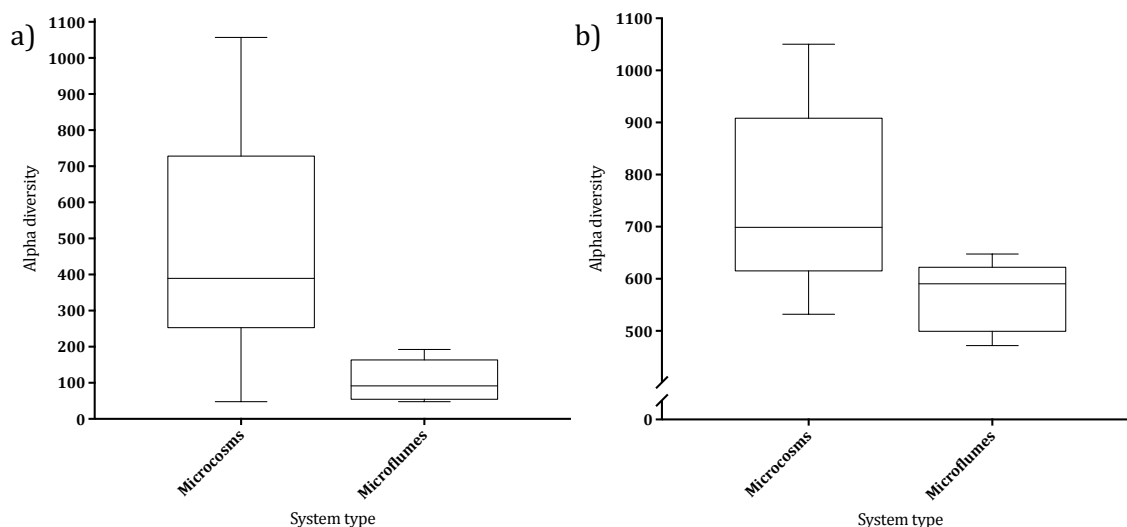 a)
Alpha diversity
1100
1000
900
800
700
600
500
400
300
200
100
0
Microcosms
Microflumes
System type
b)
Alpha diversity
1100
1000
900
800
700
600
500
0
Microcosms
Microflumes
System type